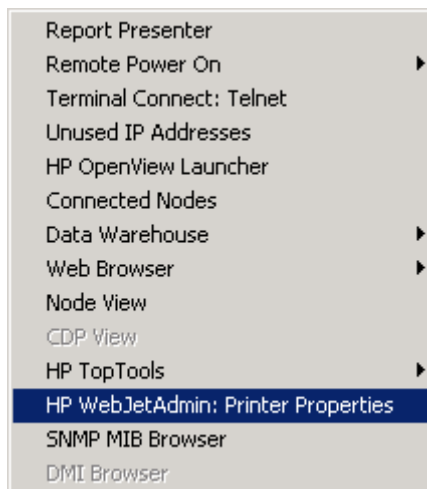 Report Presenter
Remote Power On
Terminal Connect: Telnet
Unused IP Addresses
HP OpenView Launcher
Connected Nodes
Data Warehouse
Web Browser
Node View
CDP View
HP TopTools
HP WebJetAdmin: Printer Properties
SNMP MIB Browser
DMI Browser